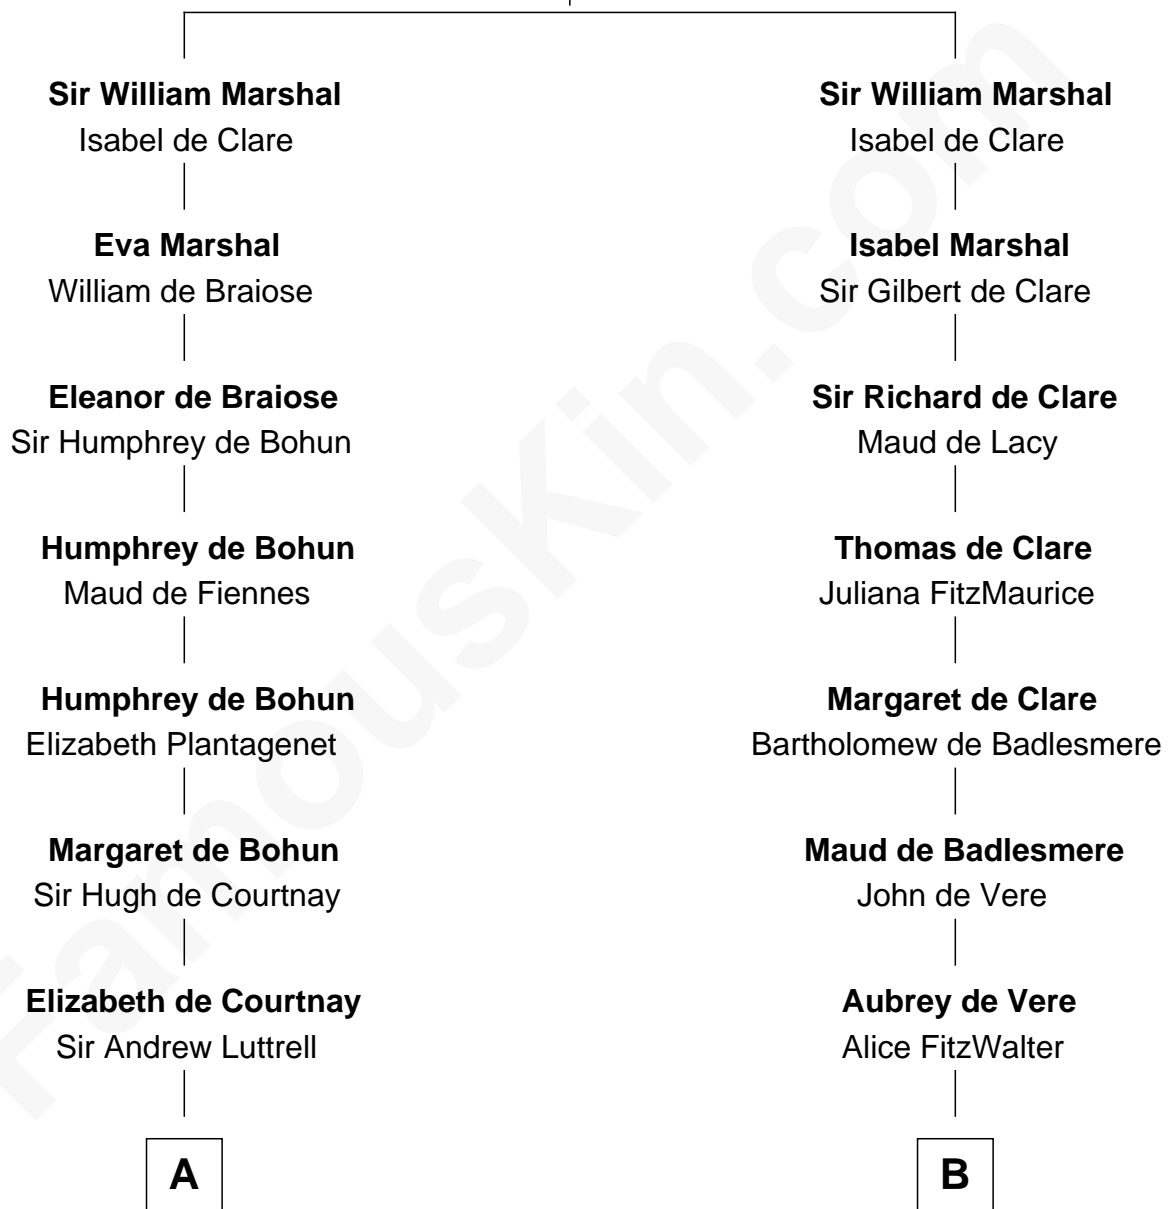 Sir William Marshal
Isabel de Clare
Eva Marshal
William de Braiose
Eleanor de Braiose
Sir Humphrey de Bohun
Humphrey de Bohun
Maud de Fiennes
Humphrey de Bohun
Elizabeth Plantagenet
Margaret de Bohun
Sir Hugh de Courtnay
Elizabeth de Courtnay
Sir Andrew Luttrell
A
Sir William Marshal
Isabel de Clare
Isabel Marshal
Sir Gilbert de Clare
Sir Richard de Clare
Maud de Lacy
Thomas de Clare
Juliana FitzMaurice
Margaret de Clare
Bartholomew de Badlesmere
Maud de Badlesmere
John de Vere
Aubrey de Vere
Alice FitzWalter
B
FamousKin.com